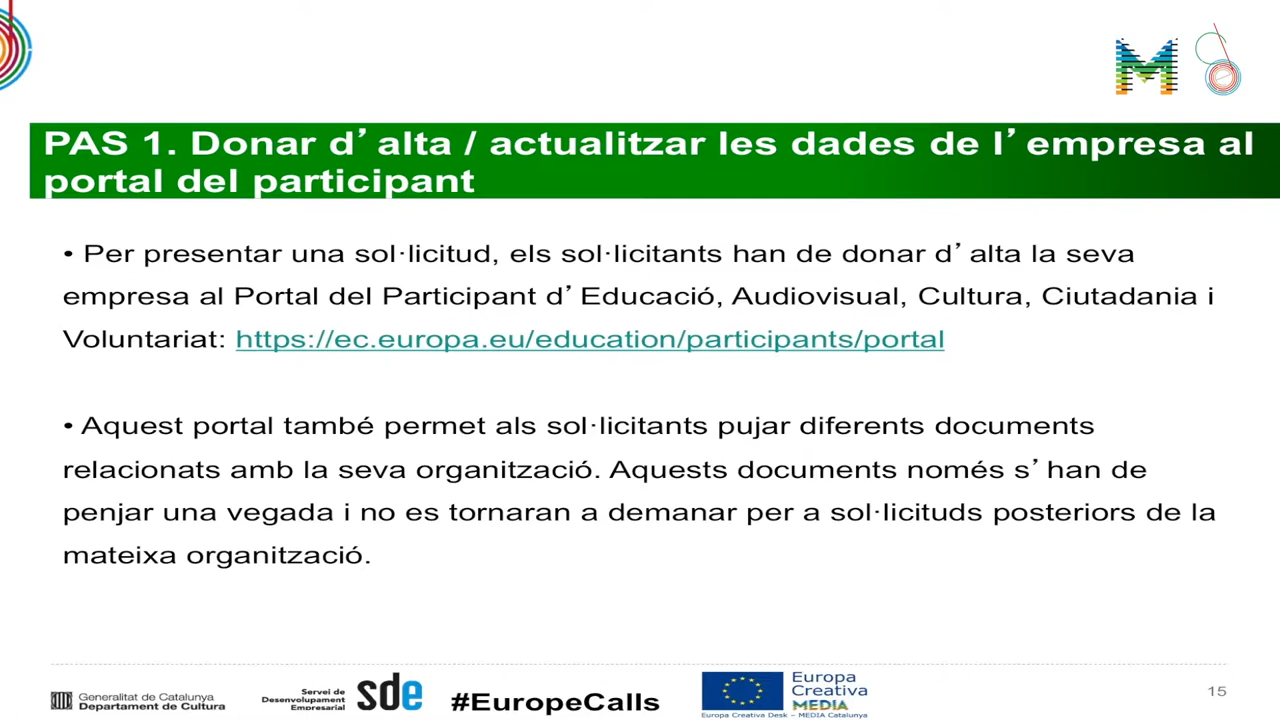 PAS 1. Donar d’alta / actualitzar les dades de l’empresa al
portal del participant
• Per presentar una sol·licitud, els sol·licitants han de donar d’alta la seva
empresa al Portal del Participant d’Educació, Audiovisual, Cultura, Ciutadania i
Voluntariat: https://ec.europa.eu/education/participants/portal
• Aquest portal també permet als sol·licitants pujar diferents documents
relacionats amb la seva organització. Aquests documents només s’han de
penjar una vegada i no es tornaran a demanar per a sol·licituds posteriors de la
mateixa organització.
Generalitat de Catalunya
Departament de Cultura
Servei de
Desenvolupament
Empresarial
sde
#EuropeCalls
Europa
Creativa
MEDIA
Europa Creativa Desk – MEDIA Catalunya
15